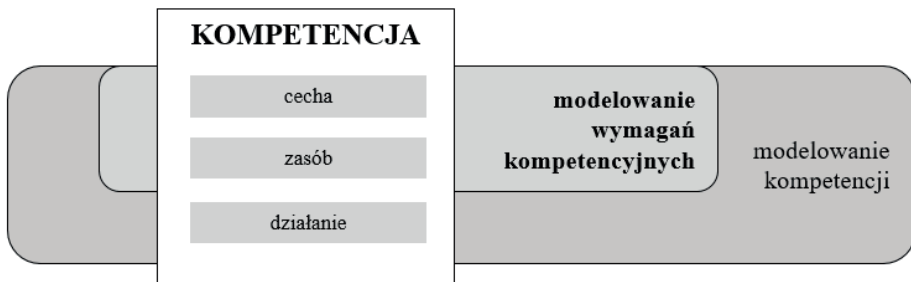 KOMPETENCJA
cecha
zasób
działanie
modelowanie
wymagań
kompetencyjnych
modelowanie
kompetencji